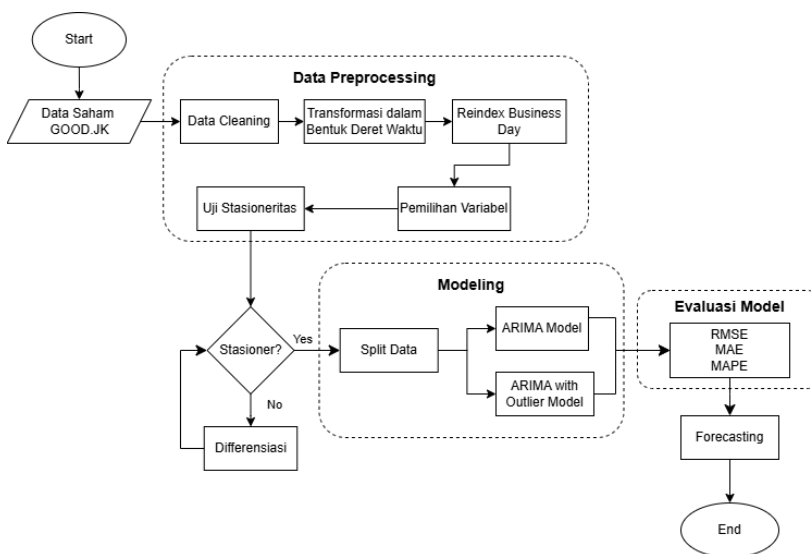 Start
Data Preprocessing
Data Saham
GOOD.JK
Data Cleaning
Transformasi dalam
Bentuk Deret Waktu
Reindex Business
Day
Uji Stasioneritas
Pemilihan Variabel
Modeling
Evaluasi Model
Stasioner?
Yes
Split Data
ARIMA Model
RMSE
MAE
MAPE
ARIMA with
Outlier Model
No
Differensiasi
Forecasting
End